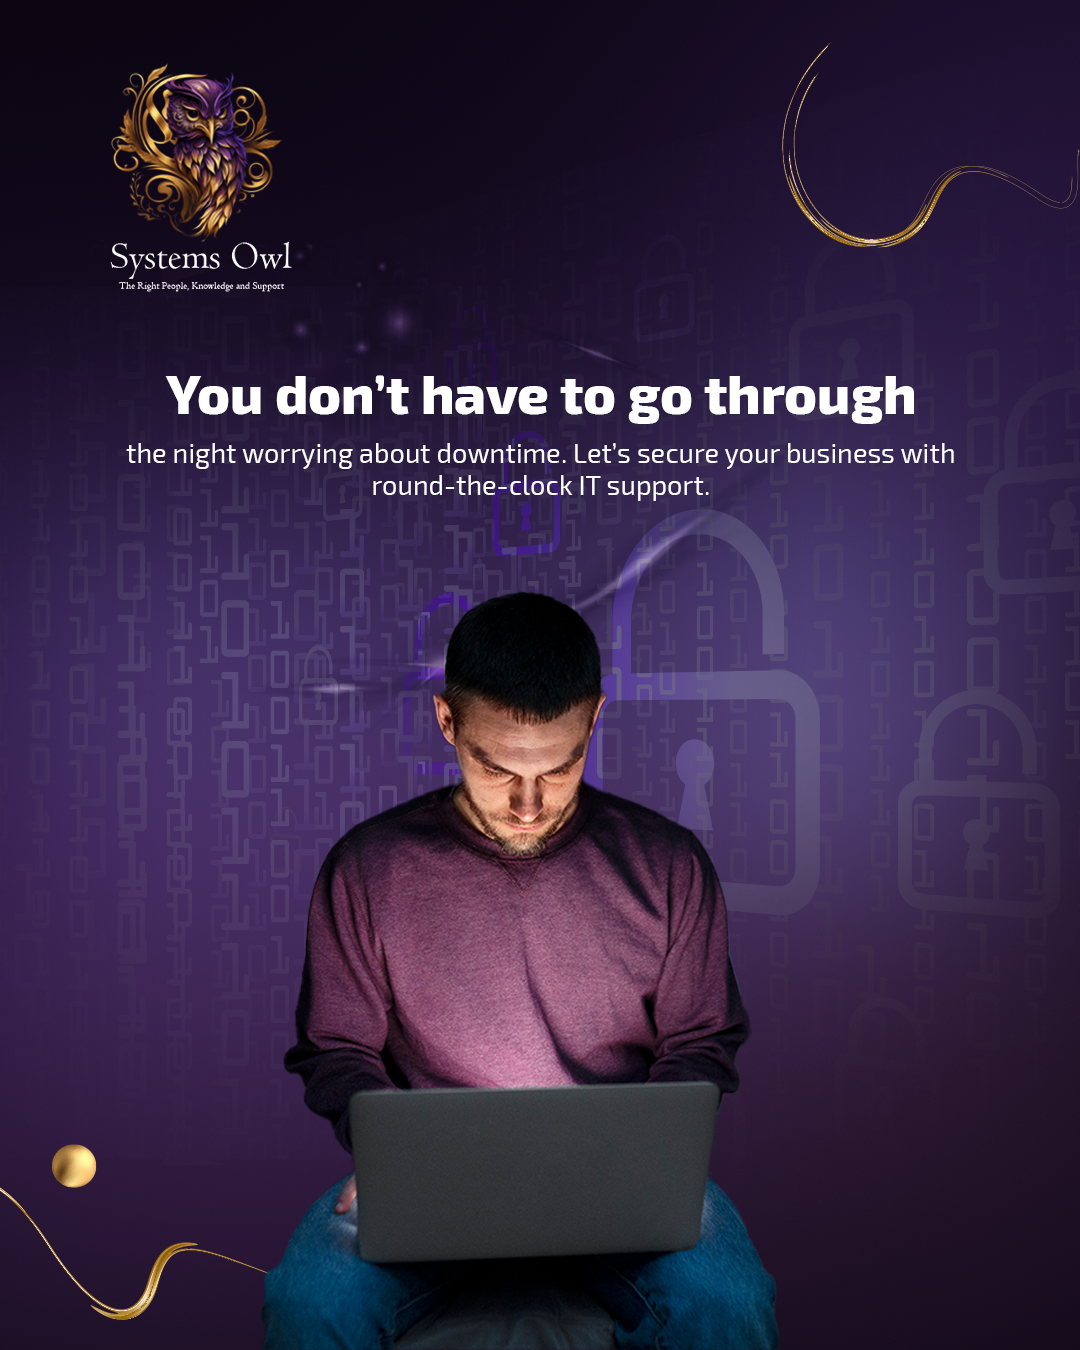 Systems Owl
The Right People, Knowledge and Support
You don’t have to go through
the night worrying about downtime. Let’s secure your business with
round-the-clock IT support.